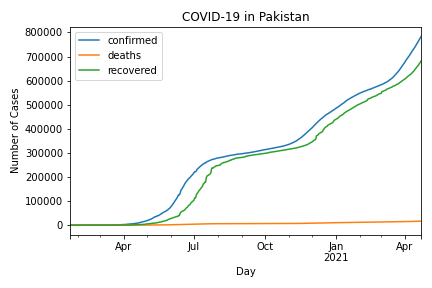 COVID-19 in Pakistan
confirmed
deaths
recovered
Number of Cases
800000
700000
600000
500000
400000
300000
200000
100000
0
Apr
Jul
Oct
Jan
2021
Apr
Day